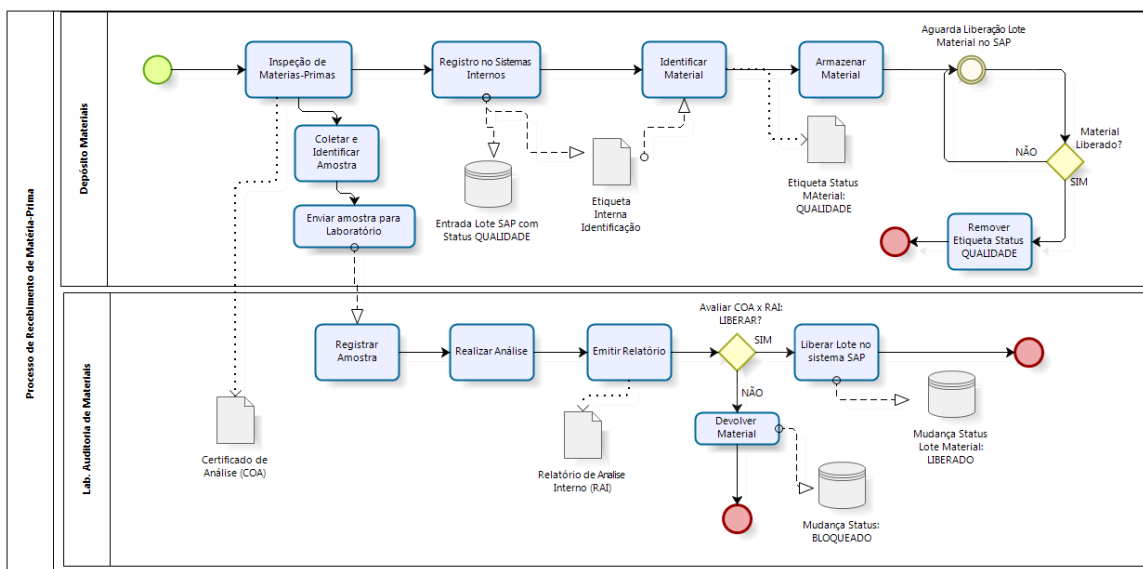 Processo de Recebimento de Matéria-Prima
Depósito Materiais
Inspeção de
Materias-Primas
Registro no Sistemas
Internos
Identificar
Material
Armazenar
Material
Aguarda Liberação Lote
Material no SAP
Coletar e
Identificar
Amostra
Enviar amostra para
Laboratório
Entrada Lote SAP com
Status QUALIDADE
Etiqueta
Interna
Identificação
Etiqueta Status
MAterial:
QUALIDADE
Material
Liberado?
NÃO
SIM
Remover
Etiqueta Status
QUALIDADE
Lab. Auditoria de Materiais
Registrar
Amostra
Realizar Análise
Emitir Relatório
Avaliar COA x RAI:
LIBERAR?
SIM
Liberar Lote no
sistema SAP
NÃO
Devolver
Material
Certificado de
Análise (COA)
Relatório de Analise
Interno (RAI)
Mudança Status
Lote Material:
LIBERADO
Mudança Status:
BLOQUEADO